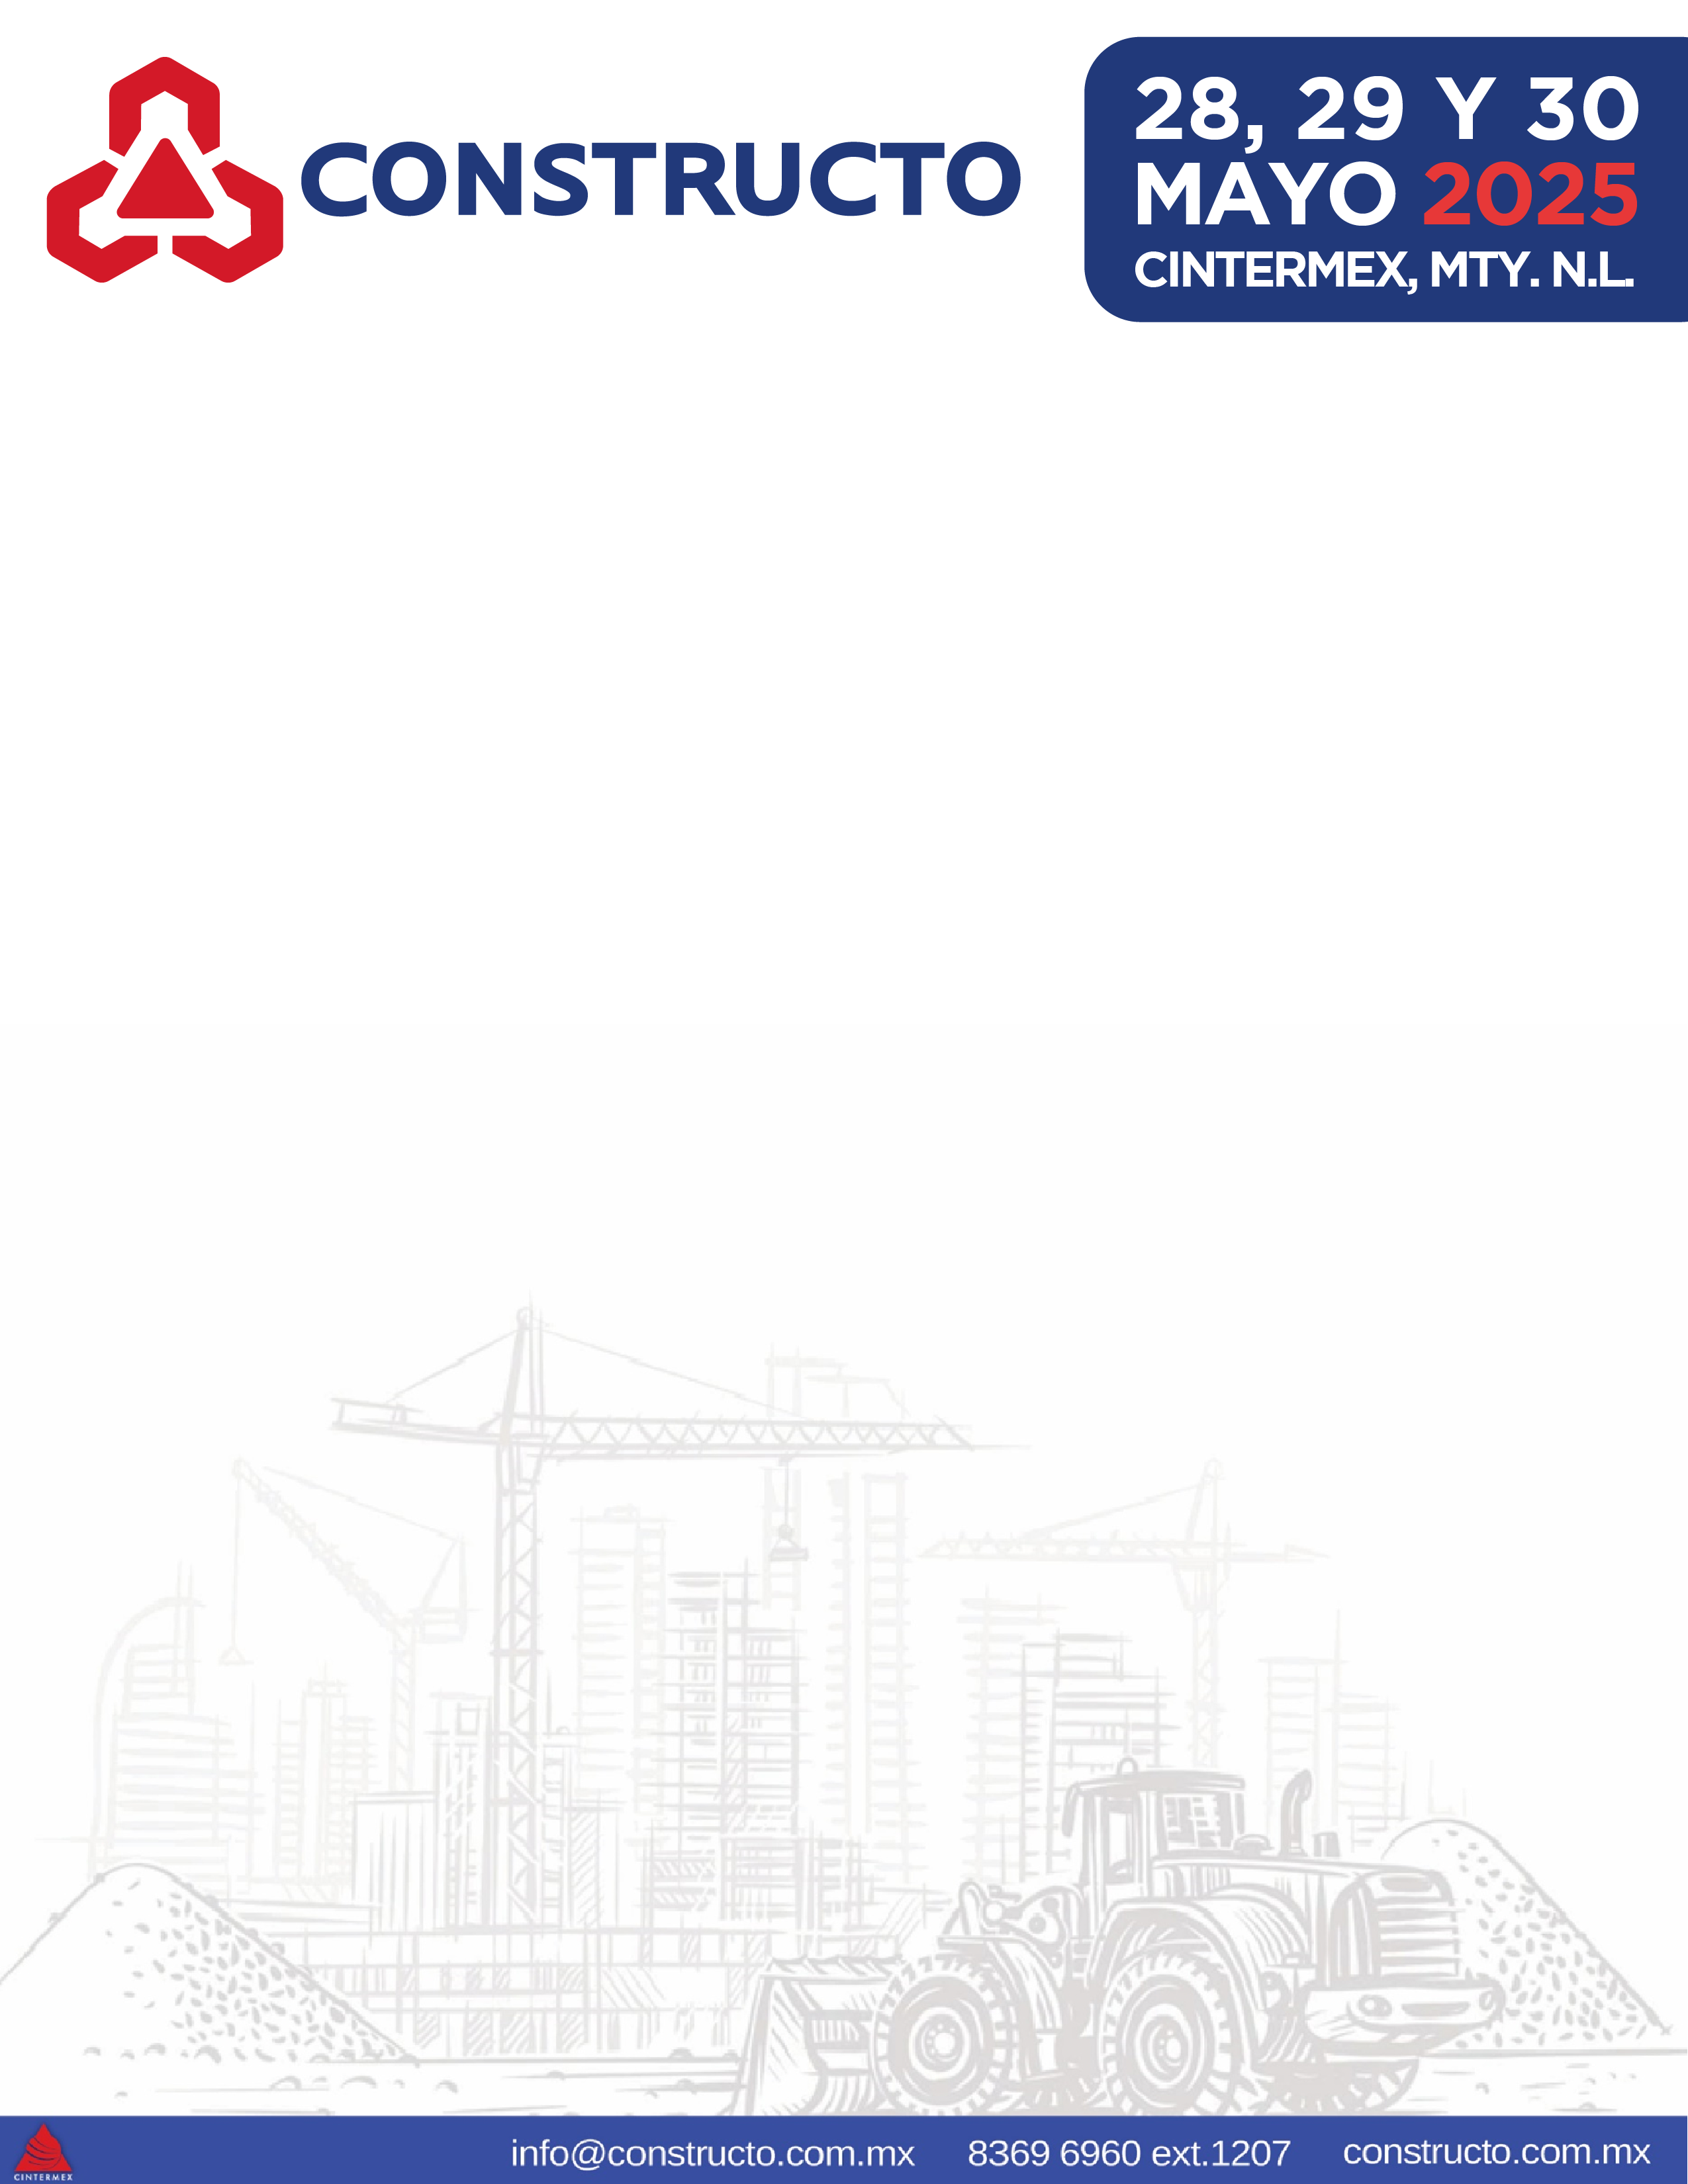 CONSTRUCTO
28, 29 Y 30
MAYO 2025
CINTERMEX, MTY. N.L.
CINTERMEX
info@constructo.com.mx 8369 6960 ext.1207 constructo.com.mx